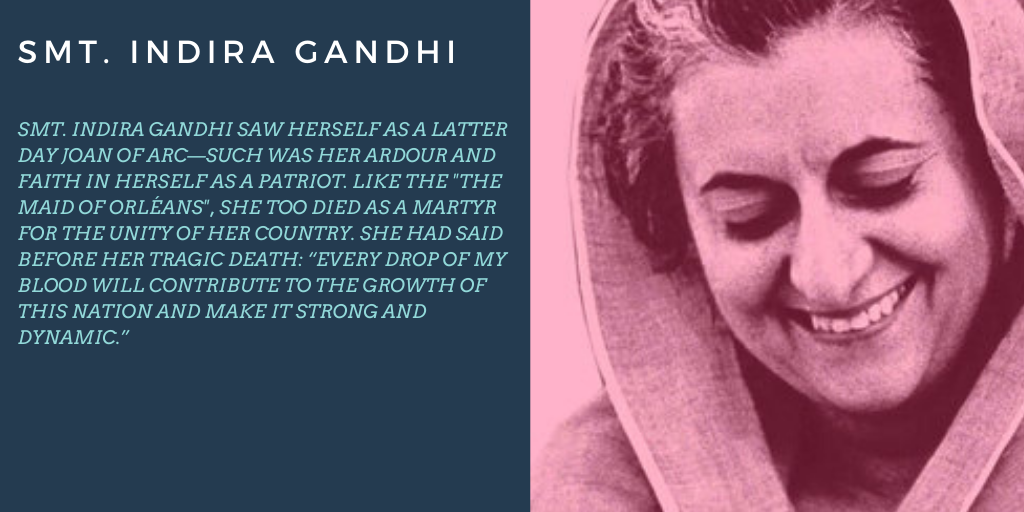 SMT. INDIRA GANDHI
SMT. INDIRA GANDHI SAW HERSELF AS A LATTER
DAY JOAN OF ARC—SUCH WAS HER ARDOUR AND
FAITH IN HERSELF AS A PATRIOT. LIKE THE "THE
MAID OF ORLÉANS", SHE TOO DIED AS A MARTYR
FOR THE UNITY OF HER COUNTRY. SHE HAD SAID
BEFORE HER TRAGIC DEATH: “EVERY DROP OF MY
BLOOD WILL CONTRIBUTE TO THE GROWTH OF
THIS NATION AND MAKE IT STRONG AND
DYNAMIC.”